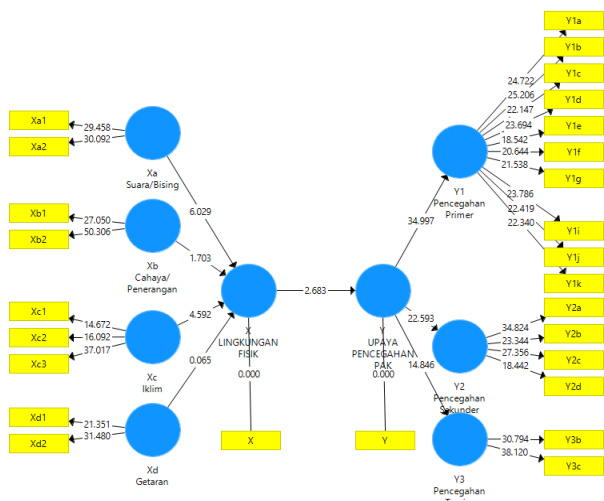 Y1a
Y1b
Y1c
Y1d
Y1e
Y1f
Y1g
Y1i
Y1j
Y1k
24.722
25.206
22.147
23.694
18.542
20.644
21.538
23.786
22.419
22.340
Xa1
Xa2
29.458
30.092
Xa
Suara/Bising
6.029
Y1
Pencegahan
Primer
34.997
Xb1
Xb2
27.050
50.306
Xb
Cahaya/
Penerangan
1.703
Xc1
Xc2
Xc3
14.672
16.092
37.017
Xc
Iklim
4.592
X
LINGKUNGAN
FISIK
0.000
X
2.683
Y
UPAYA
PENCEGAHAN
PAK
0.000
Y
22.593
14.846
Xd1
Xd2
21.351
31.480
Xd
Getaran
0.065
Y2
Pencegahan
Sekunder
34.824
23.344
27.356
18.442
Y2a
Y2b
Y2c
Y2d
Y3
Pencegahan
30.794
38.120
Y3b
Y3c